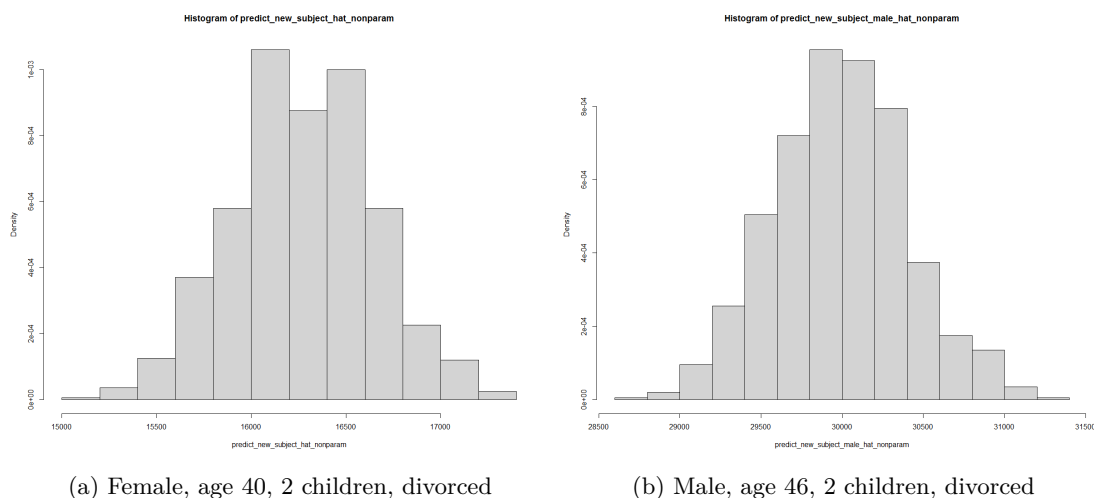 Histogram of predict_new_subject_hat_nonparam
Density
0e+00
2e-04
4e-04
6e-04
8e-04
1e-03
15000 15500 16000 16500 17000
predict_new_subject_hat_nonparam
(a) Female, age 40, 2 children, divorced
Histogram of predict_new_subject_male_hat_nonparam
Density
0e+00
2e-04
4e-04
6e-04
8e-04
28500 29000 29500 30000 30500 31000 31500
predict_new_subject_male_hat_nonparam
(b) Male, age 46, 2 children, divorced